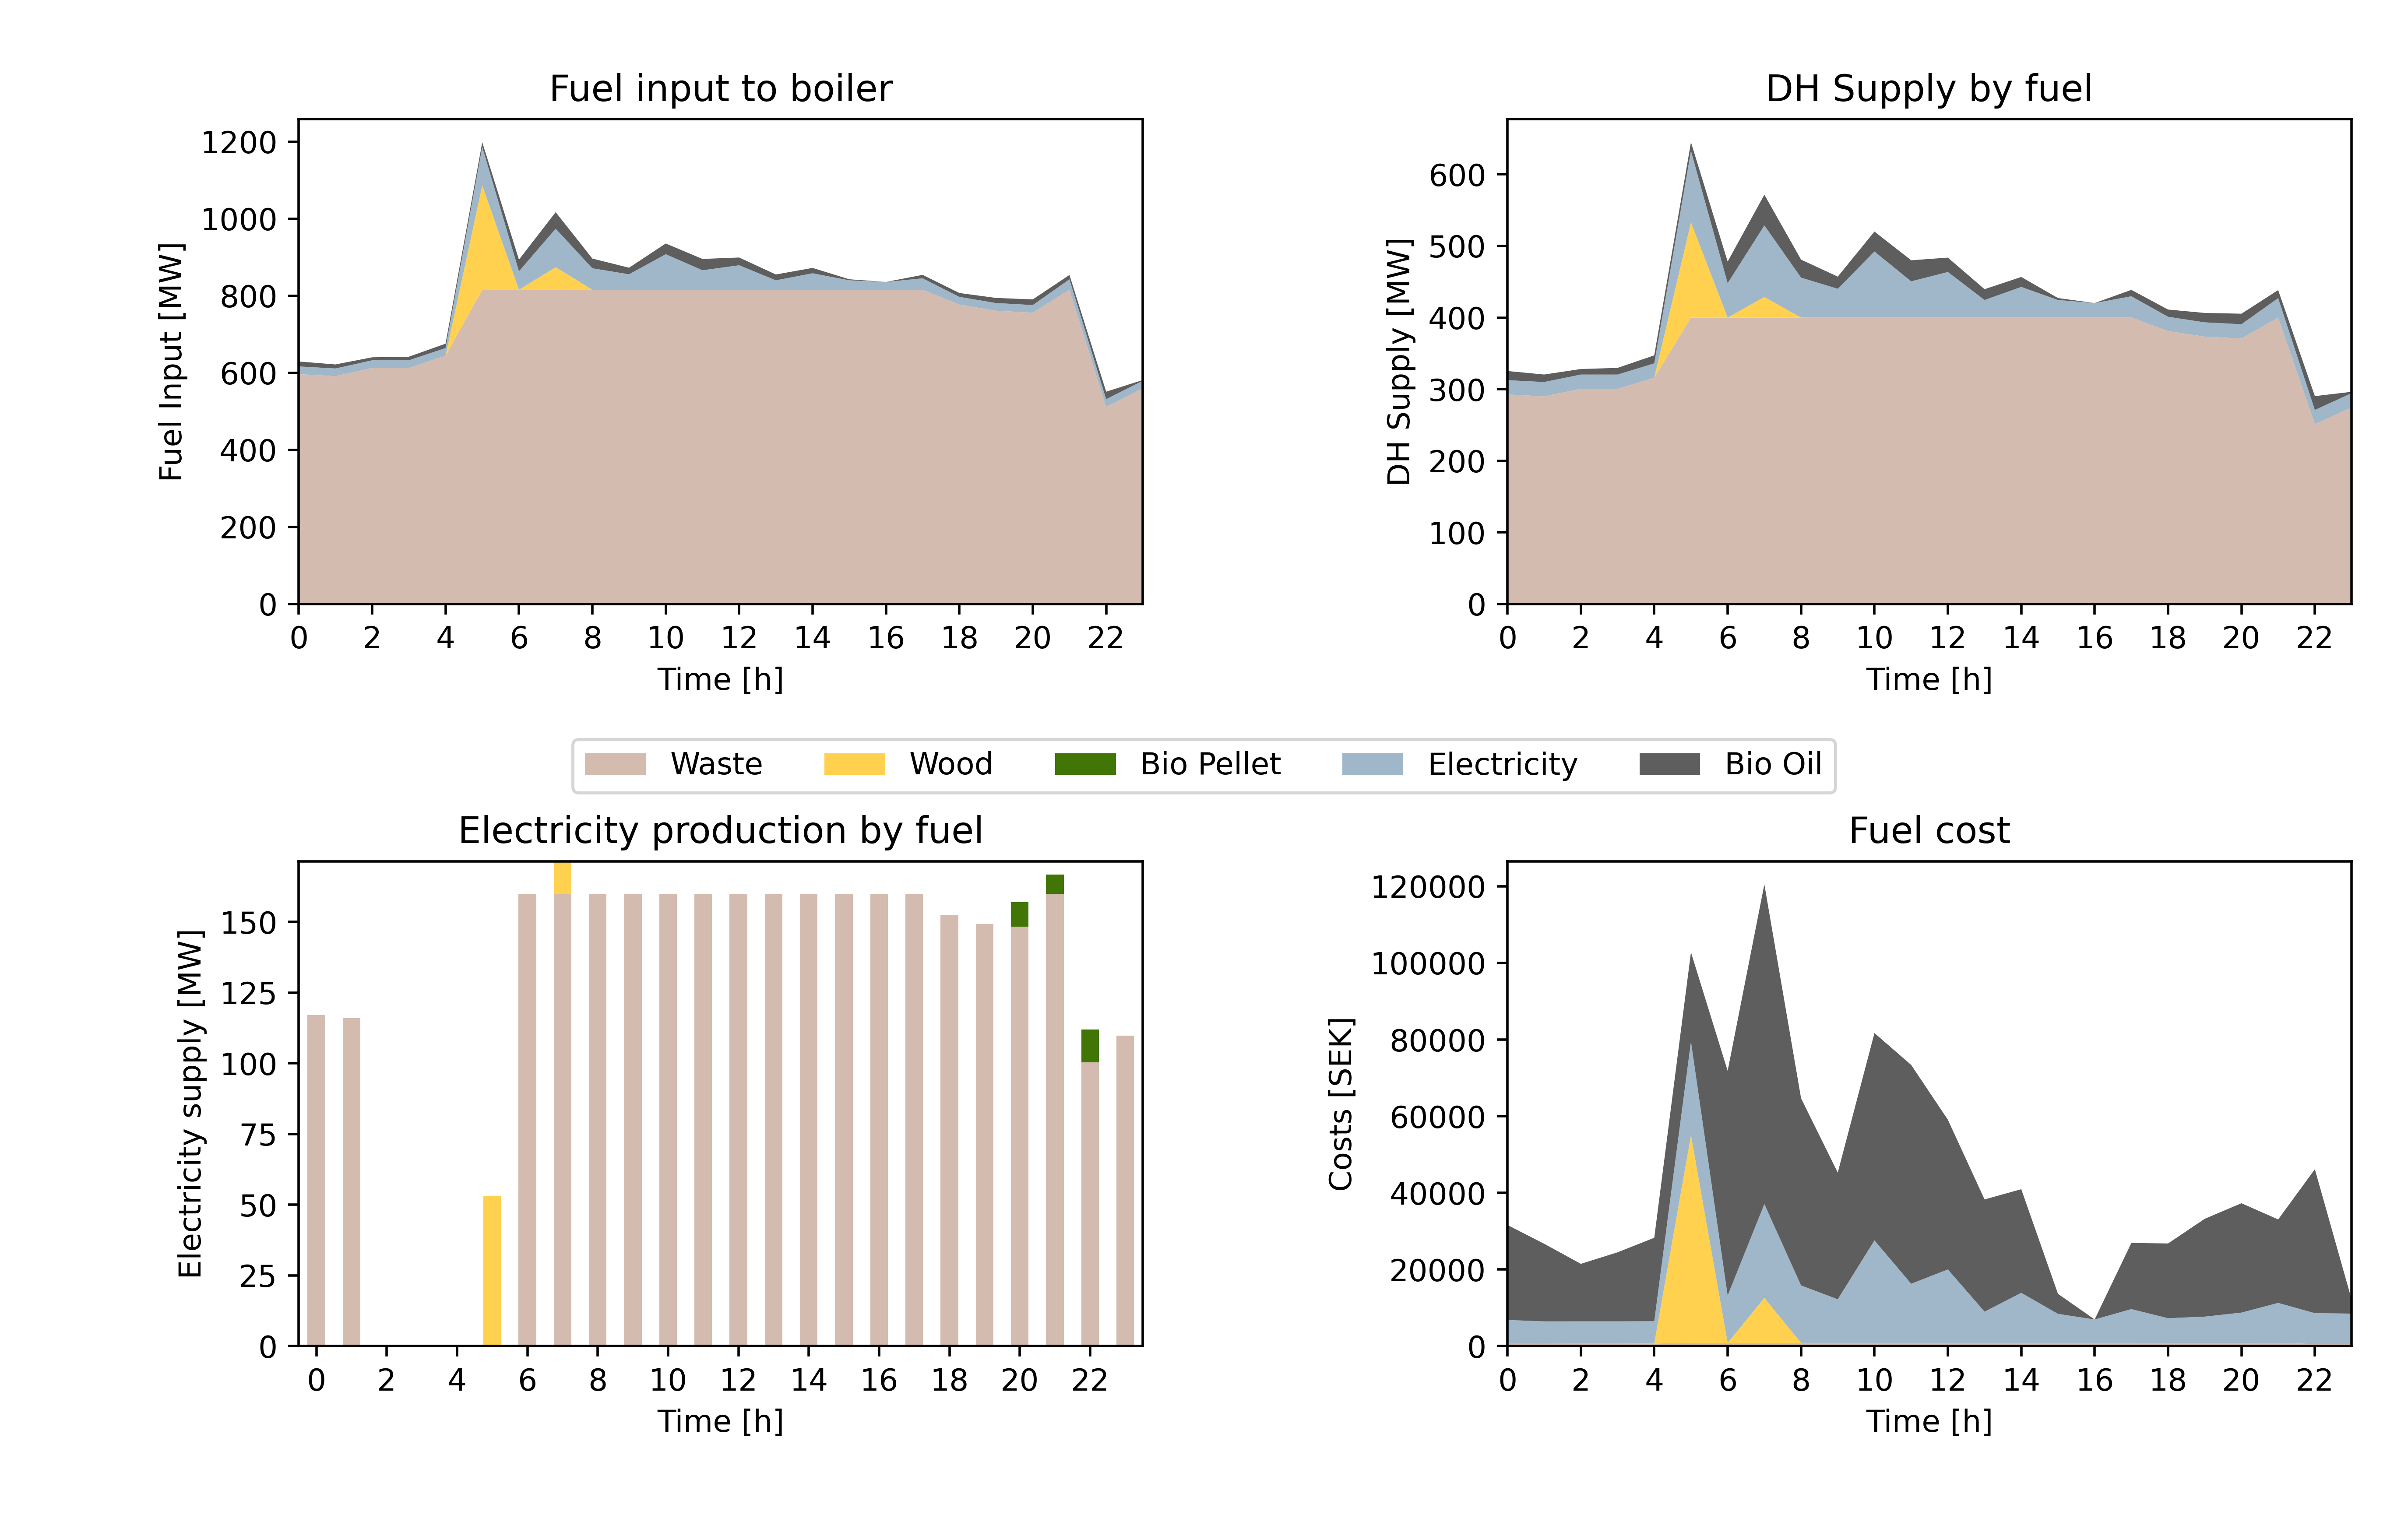 Fuel input to boiler
1200
1000
800
600
400
200
0
Fuel Input [MW]
0 2 4 6 8 10 12 14 16 18 20 22
Time [h]
DH Supply by fuel
600
500
400
300
200
100
0
DH Supply [MW]
0 2 4 6 8 10 12 14 16 18 20 22
Time [h]
Waste Wood Bio Pellet Electricity Bio Oil
Electricity production by fuel
150
125
100
75
50
25
0
Electricity supply [MW]
0 2 4 6 8 10 12 14 16 18 20 22
Time [h]
Fuel cost
120000
100000
80000
60000
40000
20000
0
Costs [SEK]
0 2 4 6 8 10 12 14 16 18 20 22
Time [h]